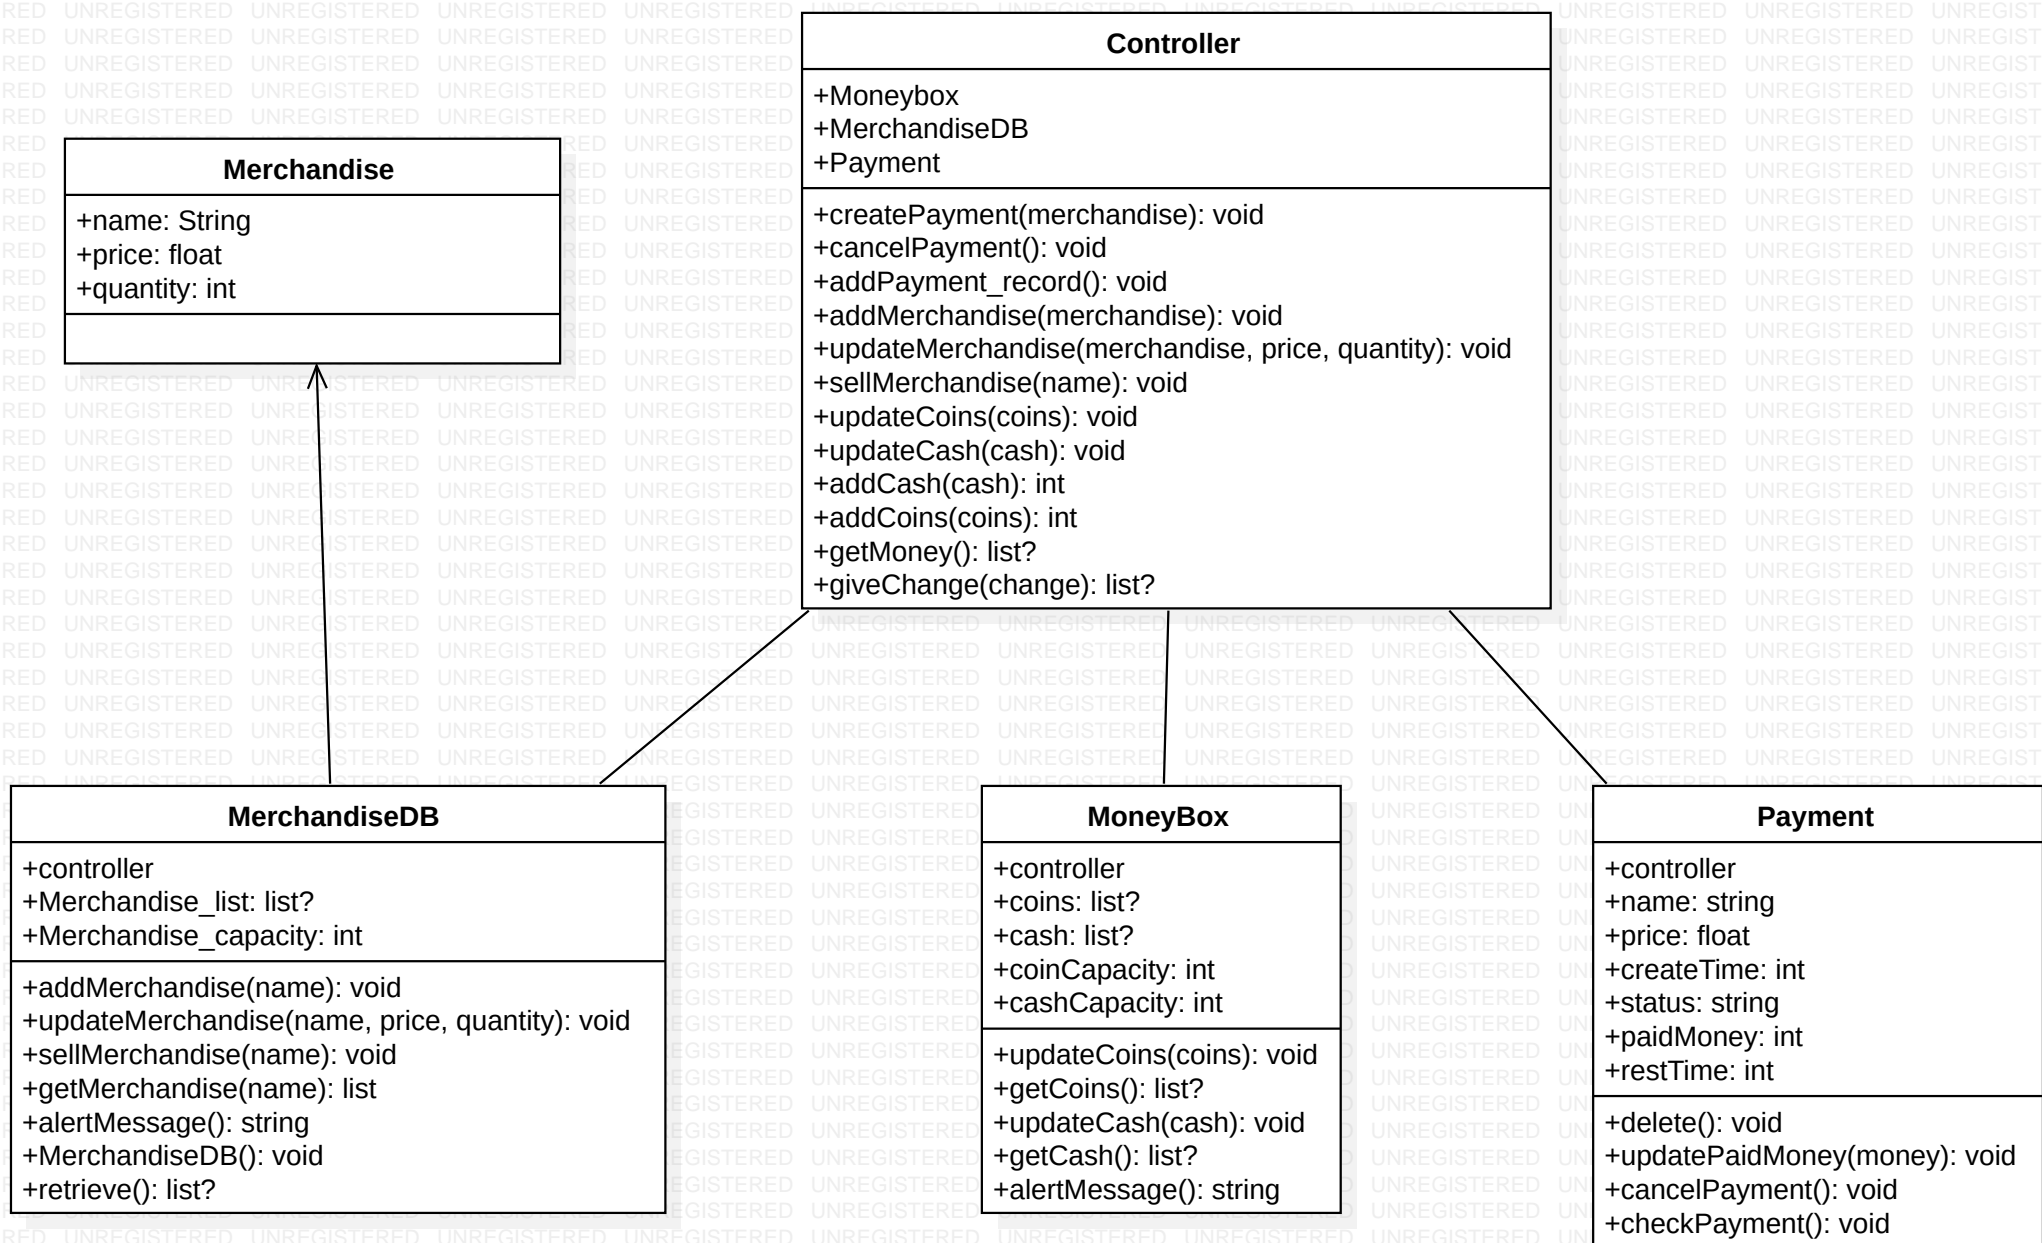 Controller
+Moneybox
+MerchandiseDB
+Payment
+createPayment(merchandise): void
+cancelPayment(): void
+addPayment_record(): void
+addMerchandise(merchandise): void
+updateMerchandise(merchandise, price, quantity): void
+sellMerchandise(name): void
+updateCoins(coins): void
+updateCash(cash): void
+addCash(cash): int
+addCoins(coins): int
+getMoney(): list?
+giveChange(change): list?
Merchandise
+name: String
+price: float
+quantity: int
MerchandiseDB
+controller
+Merchandise_list: list?
+Merchandise_capacity: int
+addMerchandise(name): void
+updateMerchandise(name, price, quantity): void
+sellMerchandise(name): void
+getMerchandise(name): list
+alertMessage(): string
+MerchandiseDB(): void
+retrieve(): list?
MoneyBox
+controller
+coins: list?
+cash: list?
+coinCapacity: int
+cashCapacity: int
+updateCoins(coins): void
+getCoins(): list?
+updateCash(cash): void
+getCash(): list?
+alertMessage(): string
Payment
+controller
+name: string
+price: float
+createTime: int
+status: string
+paidMoney: int
+restTime: int
+delete(): void
+updatePaidMoney(money): void
+cancelPayment(): void
+checkPayment(): void
UNREGISTERED